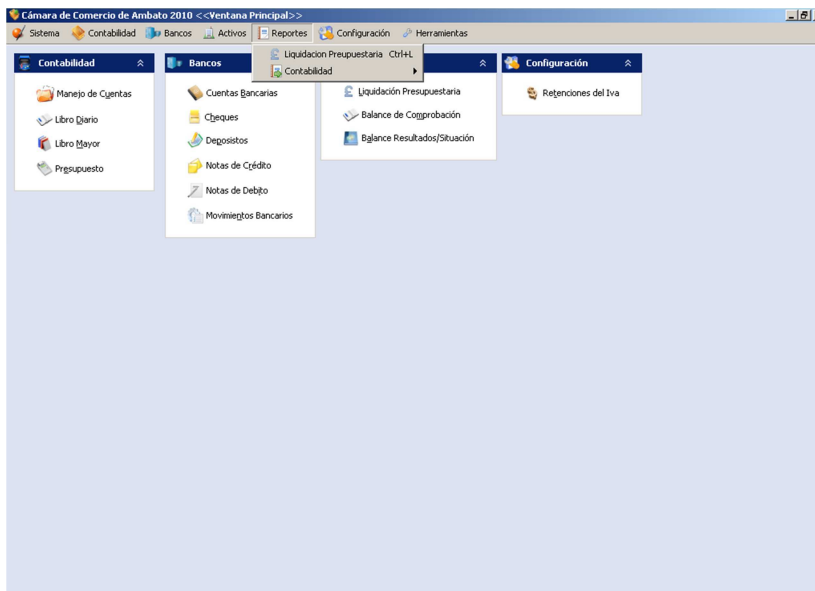 Cámara de Comercio de Ambato 2010 <<Ventana Principal>>
Sistema Contabilidad Bancos Activos Reportes Configuración Herramientas
Liquidacion Preupuestaria Ctrl+L
Contabilidad
Contabilidad
Manejo de Cuentas
Libro Diario
Libro Mayor
Presupuesto
Bancos
Cuentas Bancarias
Cheques
Deposistos
Notas de Crédito
Notas de Debito
Movimientos Bancarios
Liquidación Presupuestaria
Balance de Comprobación
Balance Resultados/Situación
Configuración
Retenciones del Iva